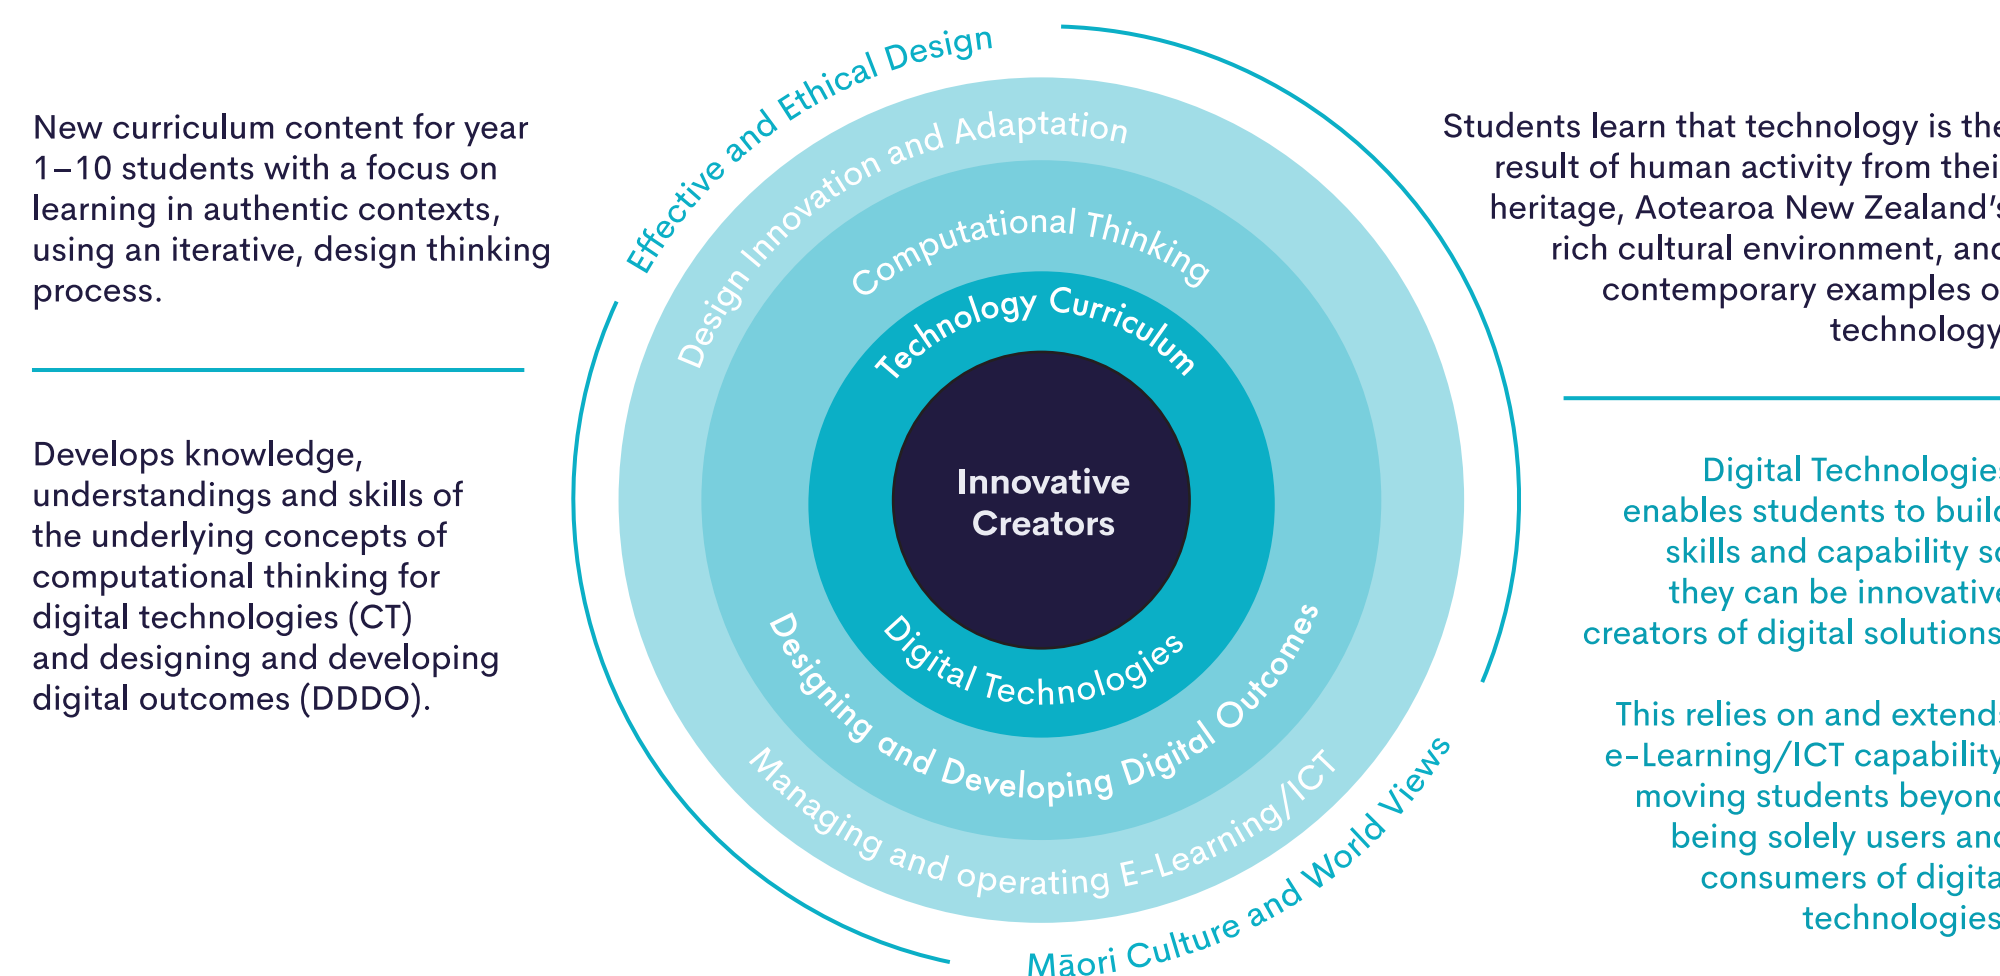 New curriculum content for year
1–10 students with a focus on
learning in authentic contexts,
using an iterative, design thinking
process.
Develops knowledge,
understandings and skills of
the underlying concepts of
computational thinking for
digital technologies (CT)
and designing and developing
digital outcomes (DDDO).
Effective and Ethical Design
Design Innovation and Adaptation
Computational Thinking
Technology Curriculum
Innovative
Creators
Digital Technologies
Designing and Developing Digital Outcomes
Managing and operating E-Learning/ICT
Māori Culture and World Views
Students learn that technology is the
result of human activity from their
heritage, Aotearoa New Zealand's
rich cultural environment, and
contemporary examples of
technology.
Digital Technologies
enables students to build
skills and capability so
they can be innovative
creators of digital solutions.
This relies on and extends
e-Learning/ICT capability,
moving students beyond
being solely users and
consumers of digital
technologies.